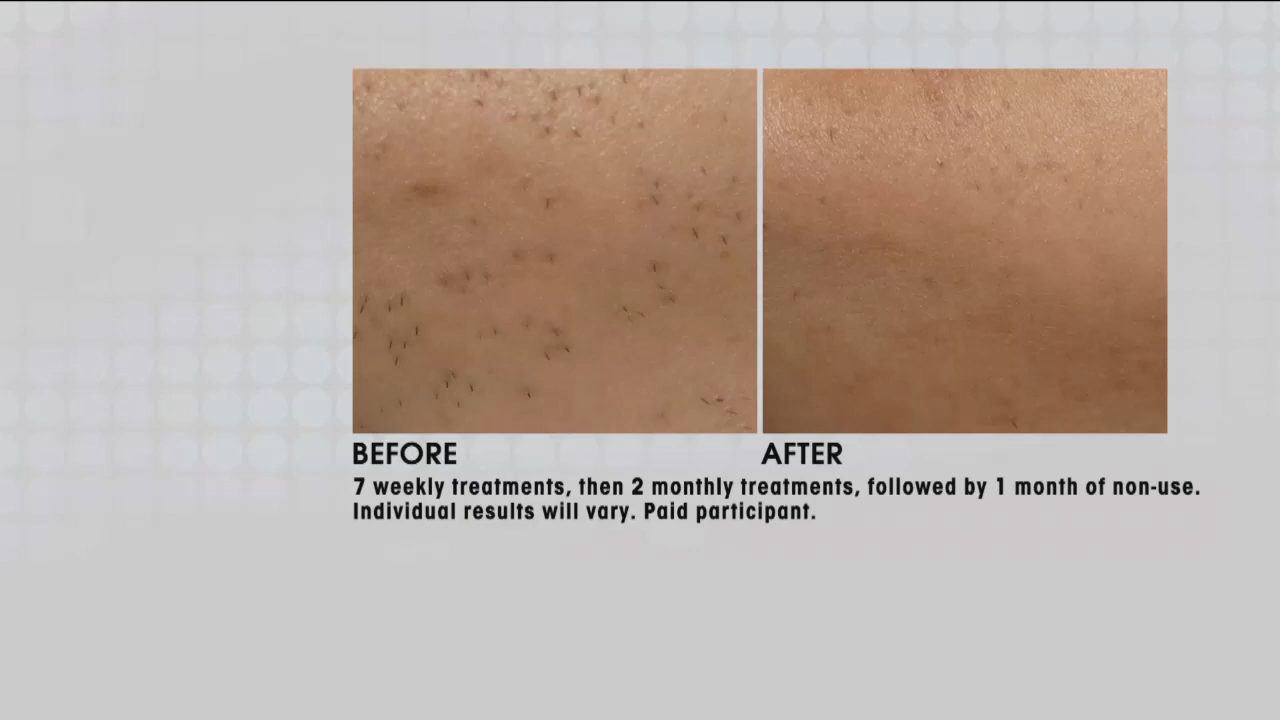 BEFORE AFTER
7 weekly treatments, then 2 monthly treatments, followed by 1 month of non-use.
Individual results will vary. Paid participant.